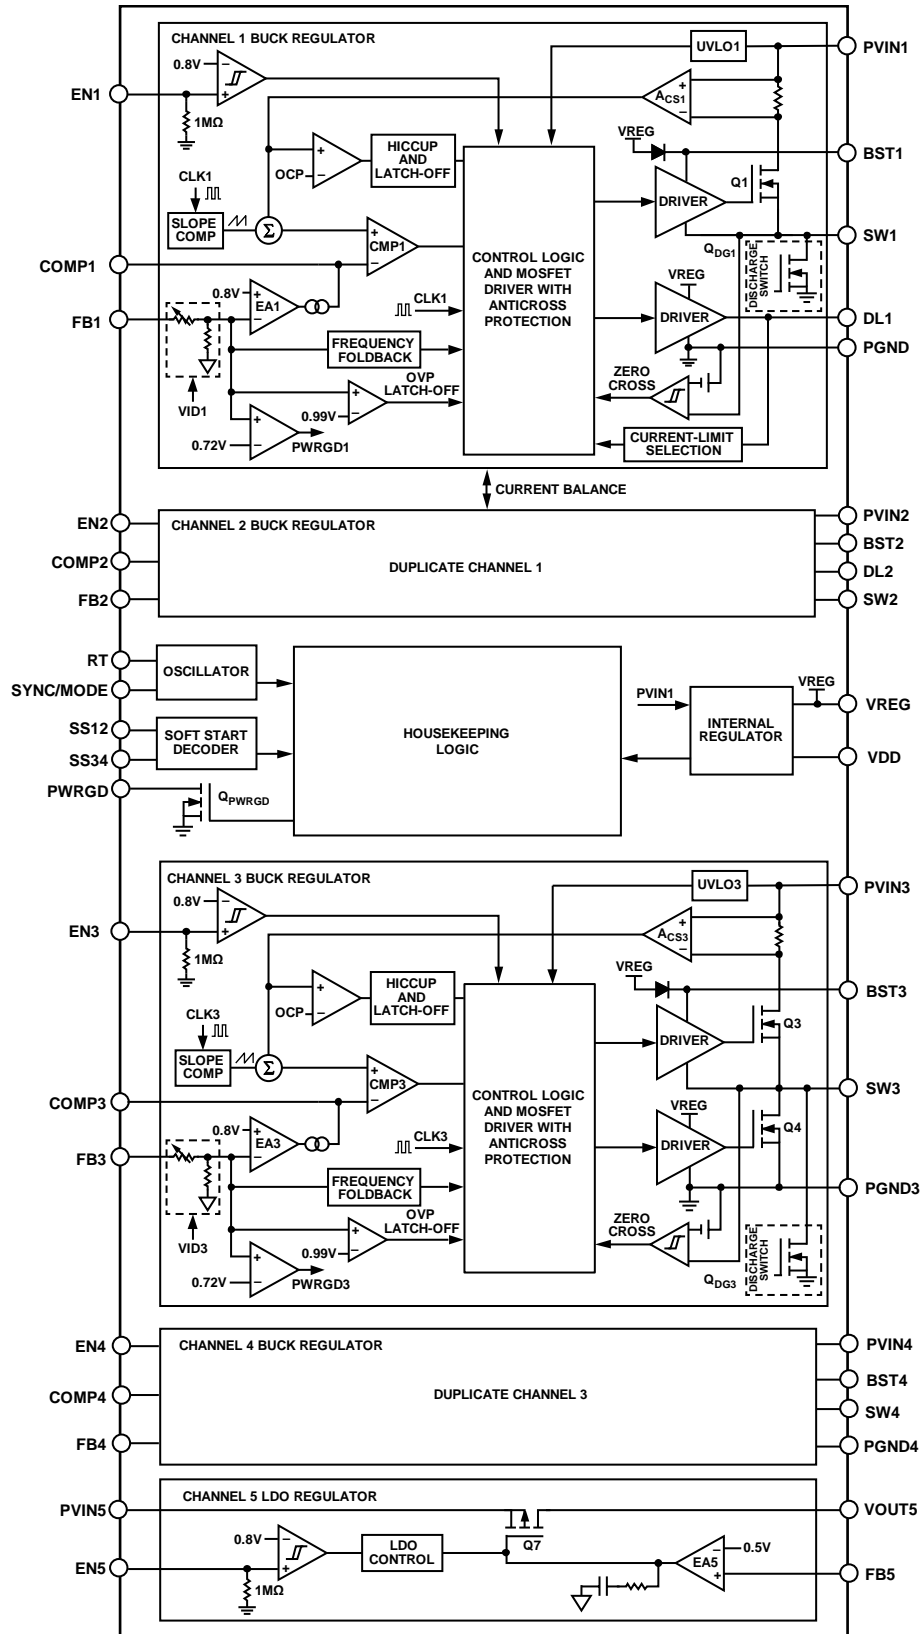 CHANNEL 1 BUCK REGULATOR
UVLO1
PVIN1
0.8V
−
+
EN1
1MΩ
+
ACS1
−
VREG
BST1
HICCUP
AND
LATCH-OFF
+
OCP
−
Q1
DRIVER
CLK1
SLOPE
COMP
Σ
+
CMP1
−
SW1
QDG1
DISCHARGE
SWITCH
CONTROL LOGIC
AND MOSFET
DRIVER WITH
ANTICROSS
PROTECTION
COMP1
0.8V
+
EA1
−
CLK1
VREG
DRIVER
DL1
FB1
PGND
FREQUENCY
FOLDBACK
OVP
LATCH-OFF
ZERO
CROSS
VID1
+
0.99V
−
+
0.72V
−
PWRGD1
CURRENT-LIMIT
SELECTION
CURRENT BALANCE
EN2
CHANNEL 2 BUCK REGULATOR
PVIN2
BST2
COMP2
DUPLICATE CHANNEL 1
DL2
FB2
SW2
RT
OSCILLATOR
SYNC/MODE
PVIN1
VREG
INTERNAL
REGULATOR
VREG
SS12
SOFT START
DECODER
SS34
HOUSEKEEPING
LOGIC
VDD
PWRGD
QPWRGD
CHANNEL 3 BUCK REGULATOR
UVLO3
PVIN3
0.8V
−
+
EN3
1MΩ
+
ACS3
−
VREG
BST3
HICCUP
AND
LATCH-OFF
+
OCP
−
Q3
DRIVER
CLK3
SLOPE
COMP
Σ
+
CMP3
−
SW3
CONTROL LOGIC
AND MOSFET
DRIVER WITH
ANTICROSS
PROTECTION
COMP3
0.8V
+
EA3
−
CLK3
VREG
DRIVER
Q4
FB3
PGND3
FREQUENCY
FOLDBACK
OVP
LATCH-OFF
ZERO
CROSS
VID3
+
0.99V
−
+
0.72V
−
PWRGD3
QDG3
DISCHARGE
SWITCH
EN4
CHANNEL 4 BUCK REGULATOR
PVIN4
BST4
COMP4
DUPLICATE CHANNEL 3
SW4
FB4
PGND4
CHANNEL 5 LDO REGULATOR
PVIN5
VOUT5
0.8V
−
+
LDO
CONTROL
Q7
−
0.5V
EA5
+
EN5
1MΩ
FB5